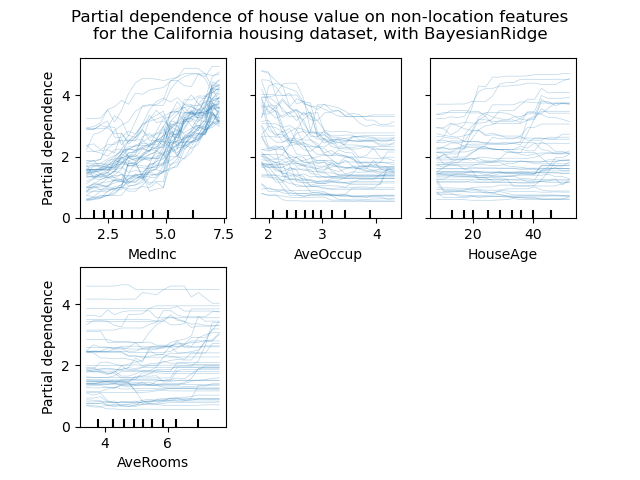 Partial dependence of house value on non-location features
for the California housing dataset, with BayesianRidge
Partial dependence
4
2
0
2.5
5.0
7.5
MedInc
2
3
4
AveOccup
20
40
HouseAge
Partial dependence
4
2
0
4
6
AveRooms